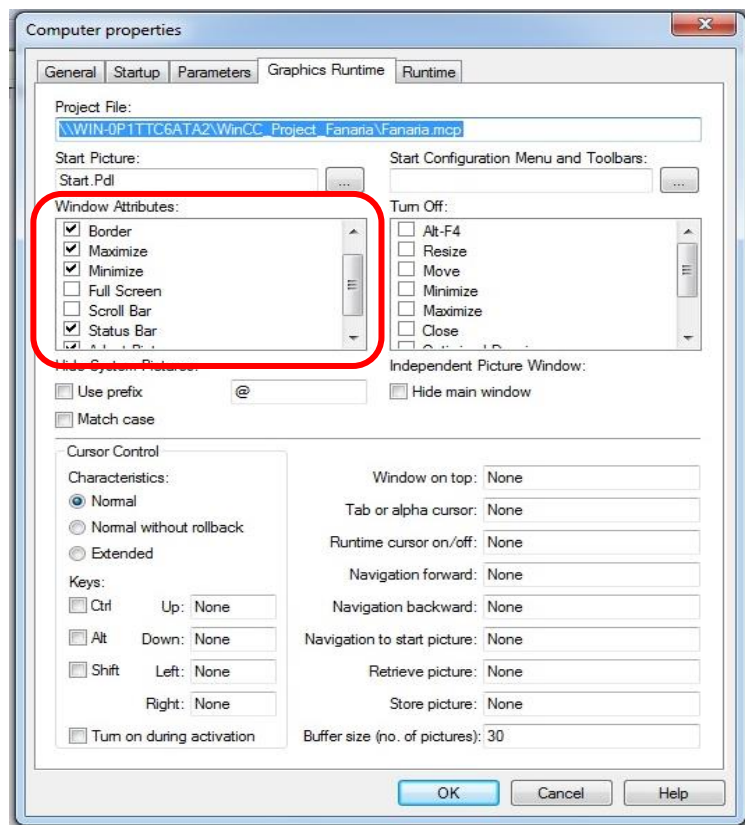 Computer properties
General Startup Parameters Graphics Runtime Runtime
Project File:
\\WIN-0P1TTC6ATA2\WinCC_Project_Fanaria\Fanaria.mcp
Start Picture: Start Configuration Menu and Toolbars:
Start.Pdl ... ...
Window Attributes: Turn Off:
Border Alt-F4
Maximize Resize
Minimize Move
Full Screen Minimize
Scroll Bar Maximize
Status Bar Close
Hide System Pictures: Independent Picture Window:
Use prefix @ Hide main window
Match case
Cursor Control
Characteristics: Window on top: None
Normal Tab or alpha cursor: None
Normal without rollback Runtime cursor on/off: None
Extended Navigation forward: None
Keys:
Ctrl Up: None Navigation backward: None
Alt Down: None Navigation to start picture: None
Shift Left: None Retrieve picture: None
Right: None Store picture: None
Turn on during activation Buffer size (no. of pictures): 30
OK Cancel Help